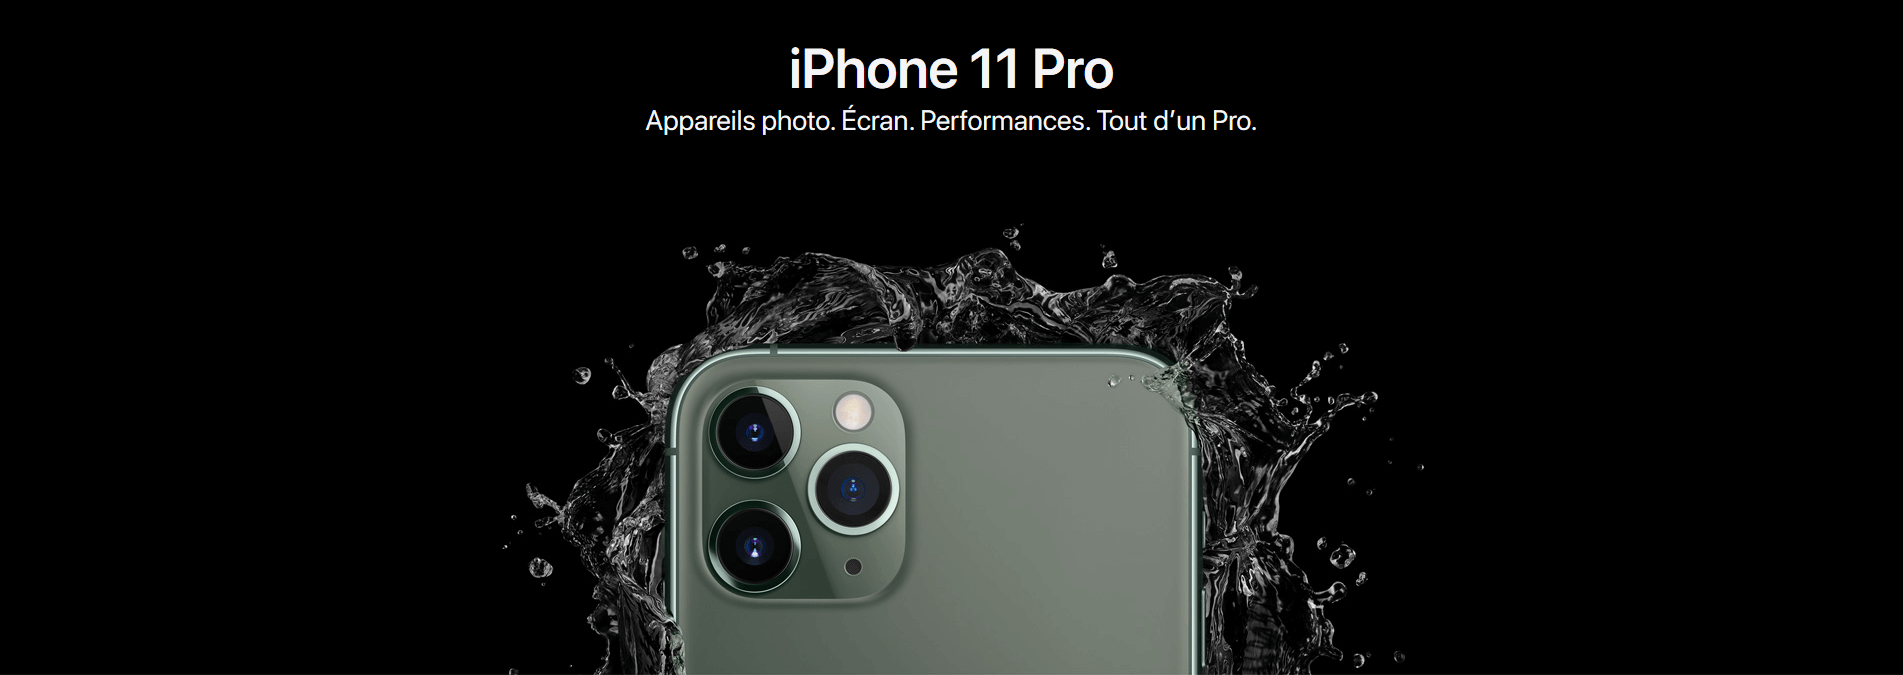 iPhone 11 Pro
Appareils photo. Écran. Performances. Tout d’un Pro.